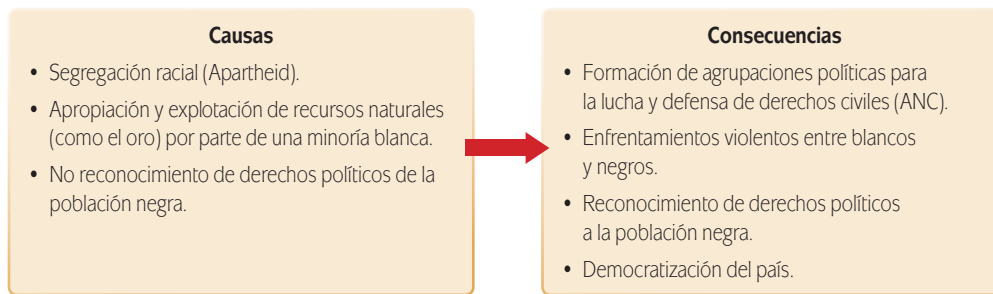 Causas
• Segregación racial (Apartheid).
• Apropiación y explotación de recursos naturales
(como el oro) por parte de una minoría blanca.
• No reconocimiento de derechos políticos de la
población negra.
Consecuencias
• Formación de agrupaciones políticas para
la lucha y defensa de derechos civiles (ANC).
• Enfrentamientos violentos entre blancos
y negros.
• Reconocimiento de derechos políticos
a la población negra.
• Democratización del país.